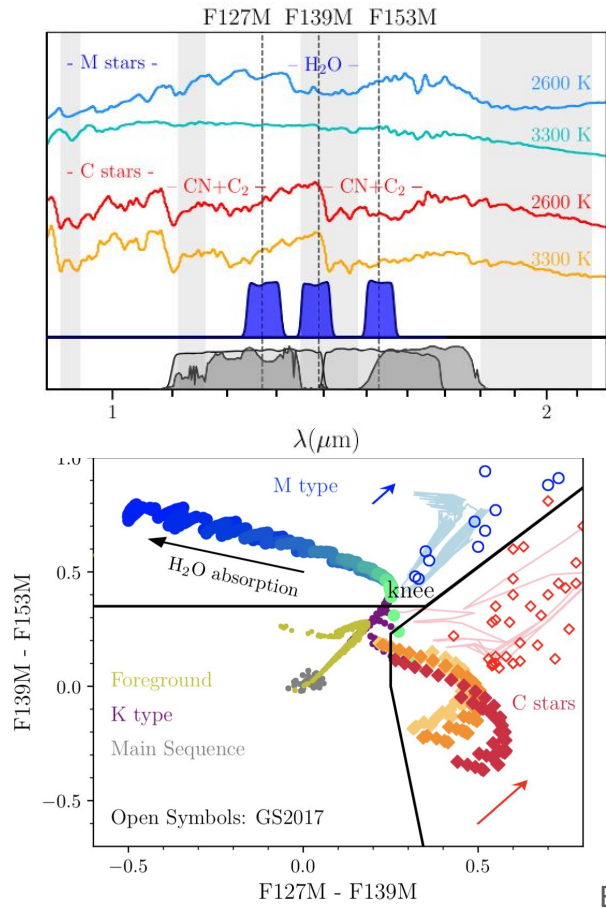 F127M F139M F153M
- M stars -
- H₂O -
2600 K
3300 K
- C stars -
- CN+C₂ - - CN+C₂ -
2600 K
3300 K
1 2
λ(μm)
1.0
M type
H₂O absorption
knee
0.5
F139M - F153M
Foreground
0.0
K type
C stars
Main Sequence
−0.5
Open Symbols: GS2017
−0.5 0.0 0.5
F127M - F139M